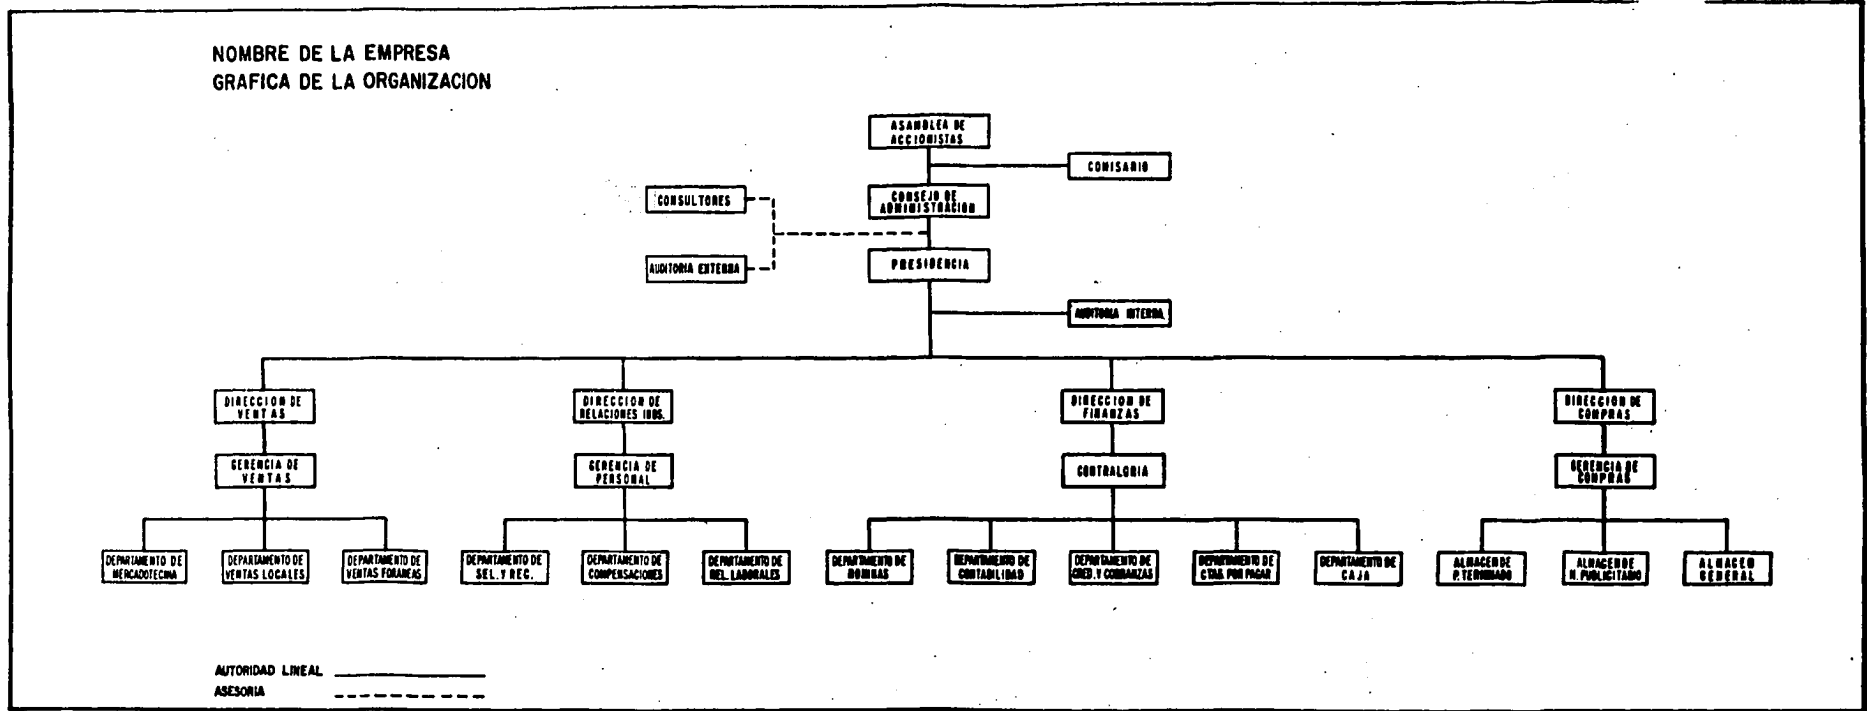 NOMBRE DE LA EMPRESA
GRAFICA DE LA ORGANIZACION
ASAMBLEA DE
ACCIONISTAS
COMISARIO
CONSULTORES
CONSEJO DE
ADMINISTRACION
AUDITORIA EXTERNA
PRESIDENCIA
AUDITORIA INTERNA
DIRECCION DE
VENTAS
DIRECCION DE
RELACIONES INDS.
DIRECCION DE
FINANZAS
DIRECCION DE
COMPRAS
GERENCIA DE
VENTAS
GERENCIA DE
PERSONAL
CONTRALORIA
GERENCIA DE
COMPRAS
DEPARTAMENTO DE
MERCADOTECNIA
DEPARTAMENTO DE
VENTAS LOCALES
DEPARTAMENTO DE
VENTAS FORANEAS
DEPARTAMENTO DE
SEL. Y REC.
DEPARTAMENTO DE
COMPENSACIONES
DEPARTAMENTO DE
REL. LABORALES
DEPARTAMENTO DE
NOMINAS
DEPARTAMENTO DE
CONTABILIDAD
DEPARTAMENTO DE
CRED. Y COBRANZAS
DEPARTAMENTO DE
CTAS. POR PAGAR
DEPARTAMENTO DE
CAJA
ALMACEN DE
P. TERMINADO
ALMACEN DE
M. PUBLICITARIO
ALMACEN
GENERAL
AUTORIDAD LINEAL
ASESORIA